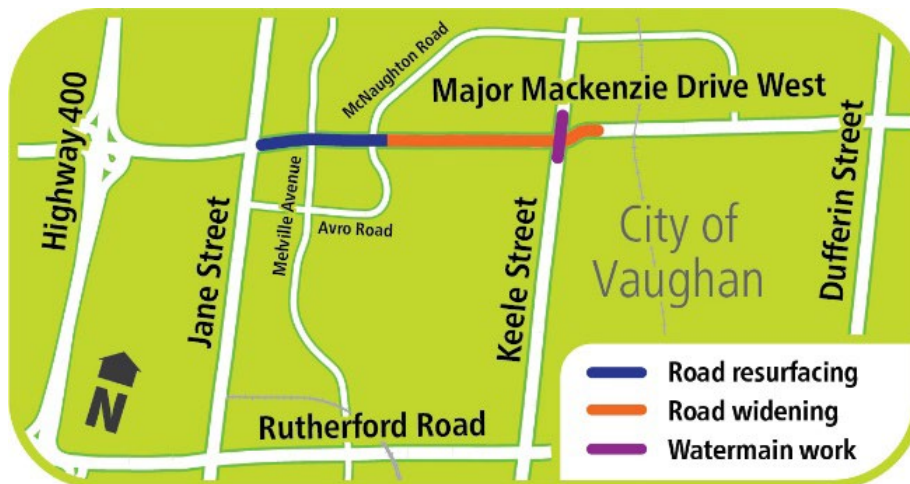 Highway 400
Jane Street
Melville Avenue
McNaughton Road
Avro Road
Major Mackenzie Drive West
Keele Street
City of
Vaughan
Dufferin Street
N
Rutherford Road
Road resurfacing
Road widening
Watermain work